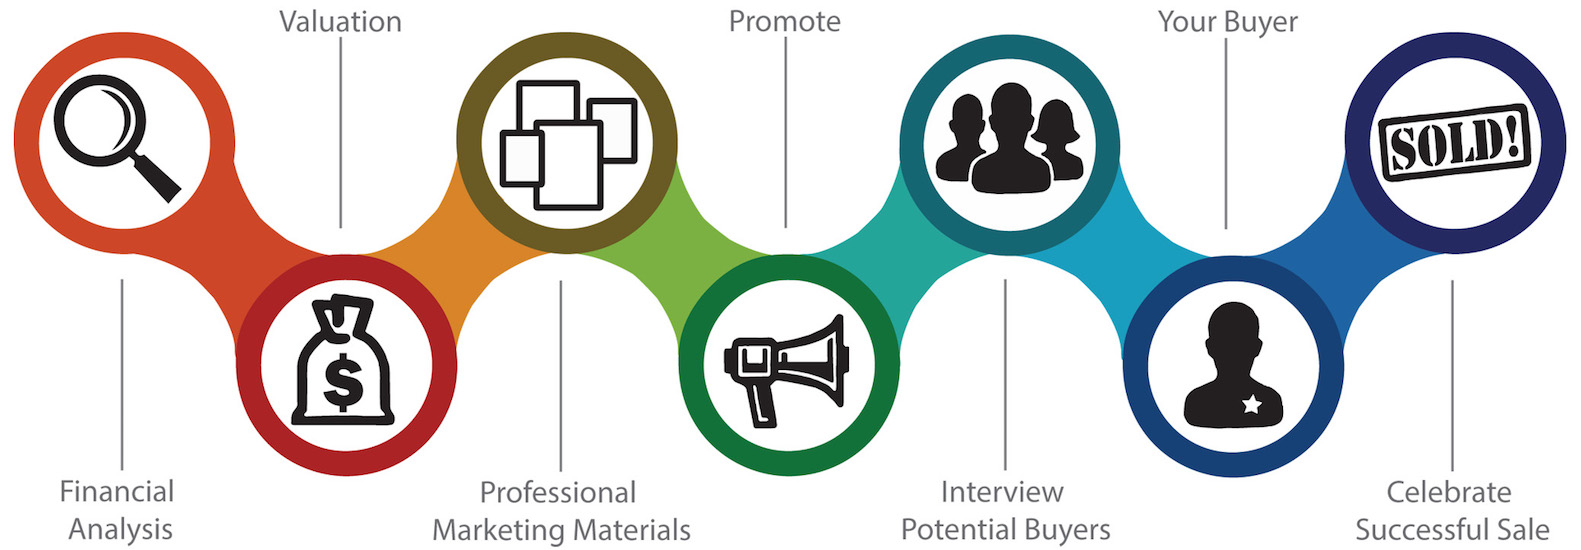 Valuation
Promote
Your Buyer
SOLD!
$
Financial
Analysis
Professional
Marketing Materials
Interview
Potential Buyers
Celebrate
Successful Sale